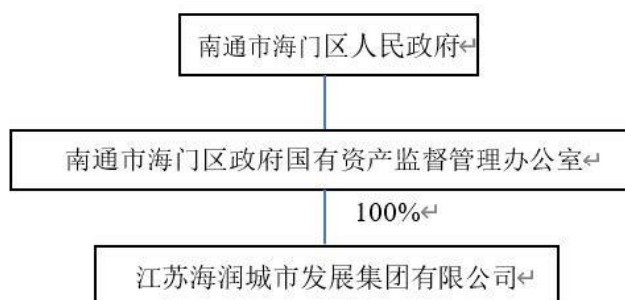 南通市海门区人民政府↵
南通市海门区政府国有资产监督管理办公室↵
100%↵
江苏海润城市发展集团有限公司↵